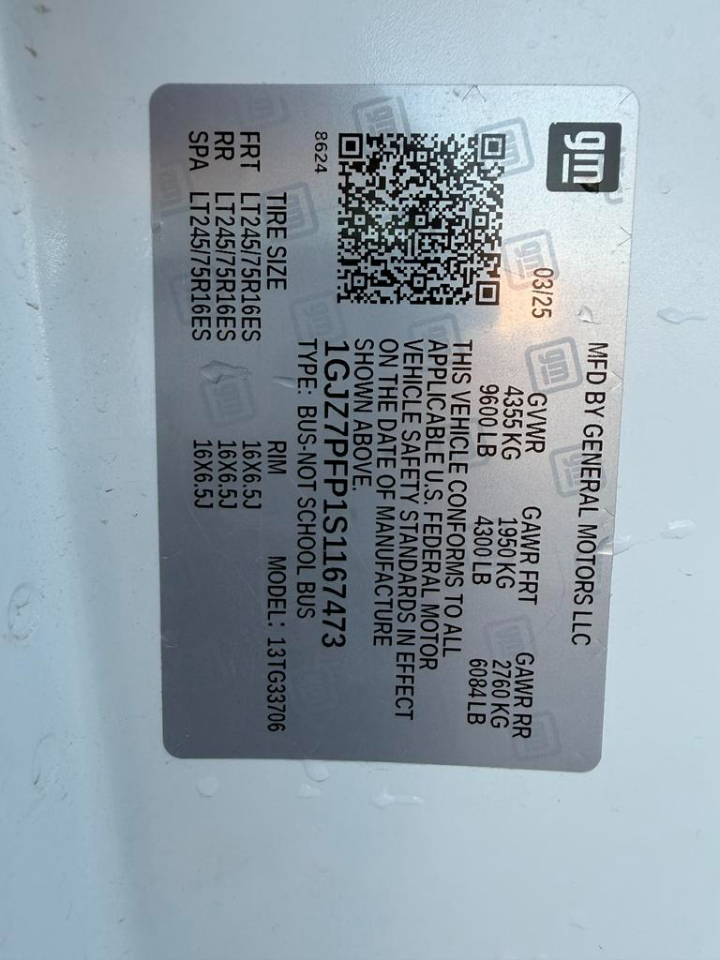 gm
MFD BY GENERAL MOTORS LLC
03/25
GVWR GAWR FRT GAWR RR
4355 KG 1950 KG 2760 KG
9600 LB 4300 LB 6084 LB
THIS VEHICLE CONFORMS TO ALL
APPLICABLE U.S. FEDERAL MOTOR
VEHICLE SAFETY STANDARDS IN EFFECT
ON THE DATE OF MANUFACTURE
SHOWN ABOVE.
1GJZ7PFP1S1167473
8624
TYPE: BUS-NOT SCHOOL BUS
MODEL: 13TG33706
TIRE SIZE RIM
FRT LT245/75R16ES 16X6.5J
RR LT245/75R16ES 16X6.5J
SPA LT245/75R16ES 16X6.5J